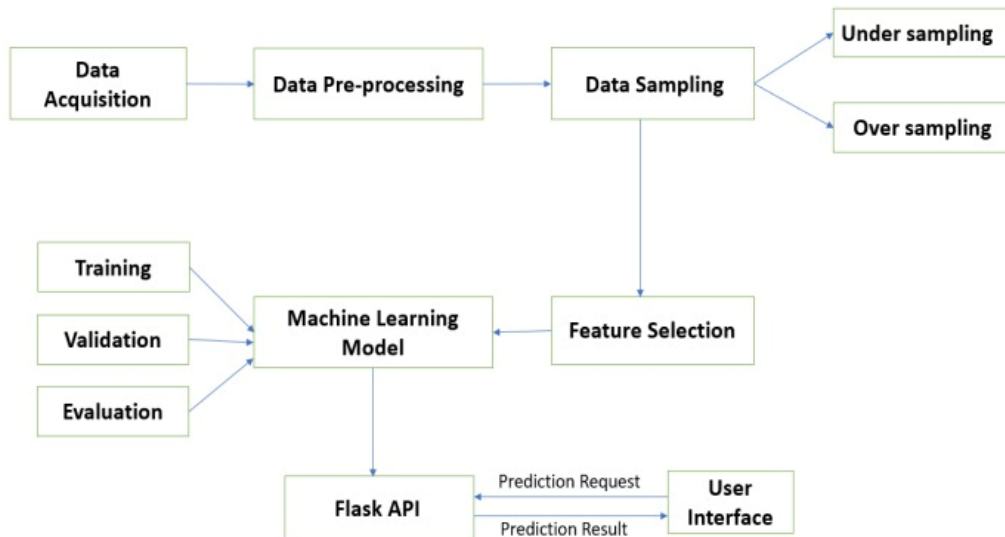 Under sampling
Data
Acquisition
Data Pre-processing
Data Sampling
Over sampling
Training
Validation
Evaluation
Machine Learning
Model
Feature Selection
Flask API
Prediction Request
Prediction Result
User
Interface